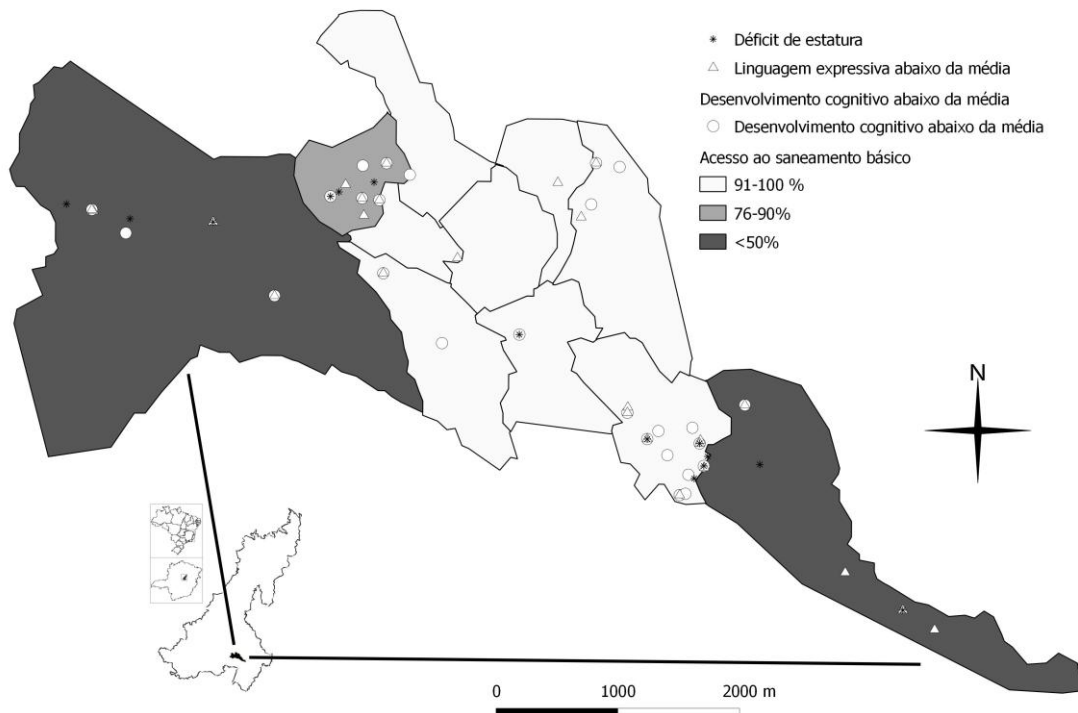 Déficit de estatura
Linguagem expressiva abaixo da média
Desenvolvimento cognitivo abaixo da média
Desenvolvimento cognitivo abaixo da média
Acesso ao saneamento básico
91-100 %
76-90%
<50%
N
0 1000 2000 m